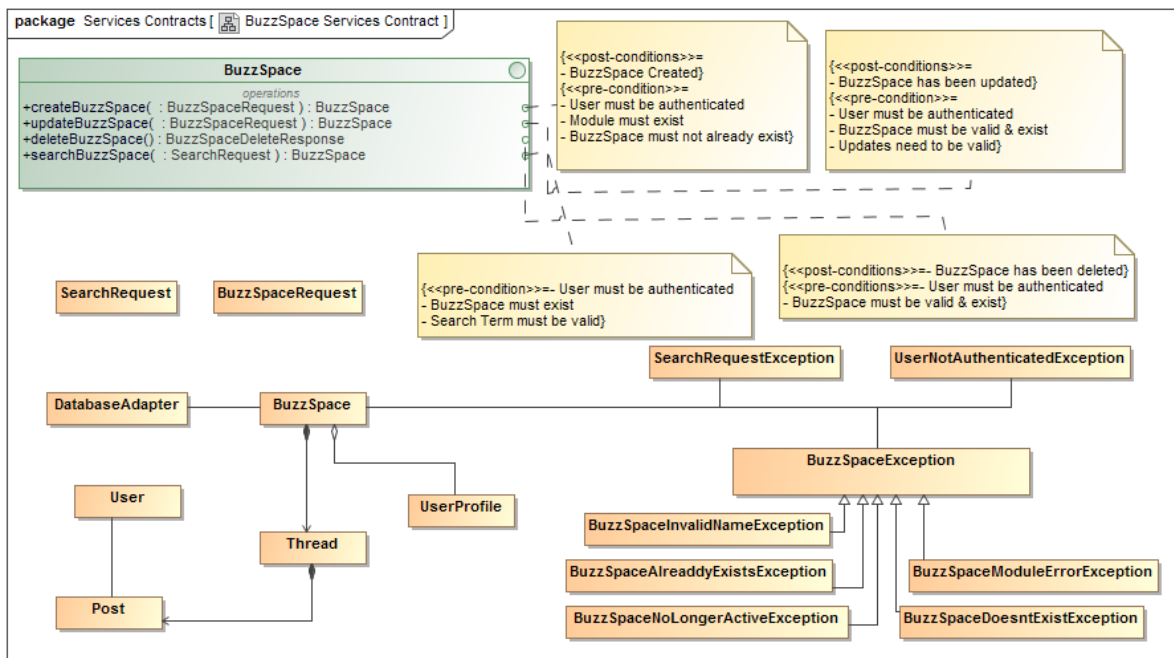 package Services Contracts [ BuzzSpace Services Contract ]
BuzzSpace
operations
+createBuzzSpace( : BuzzSpaceRequest ) : BuzzSpace
+updateBuzzSpace( : BuzzSpaceRequest ) : BuzzSpace
+deleteBuzzSpace() : BuzzSpaceDeleteResponse
+searchBuzzSpace( : SearchRequest ) : BuzzSpace
{<<post-conditions>>=
- BuzzSpace Created}
{<<pre-condition>>=
- User must be authenticated
- Module must exist
- BuzzSpace must not already exist}
{<<post-conditions>>=
- BuzzSpace has been updated}
{<<pre-condition>>=
- User must be authenticated
- BuzzSpace must be valid & exist
- Updates need to be valid}
{<<pre-condition>>=- User must be authenticated
- BuzzSpace must exist
- Search Term must be valid}
{<<post-conditions>>=- BuzzSpace has been deleted}
{<<pre-conditions>>=- User must be authenticated
- BuzzSpace must be valid & exist}
SearchRequest
BuzzSpaceRequest
SearchRequestException
UserNotAuthenticatedException
DatabaseAdapter
BuzzSpace
BuzzSpaceException
User
UserProfile
BuzzSpaceInvalidNameException
Thread
BuzzSpaceAlreaddyExistsException
BuzzSpaceModuleErrorException
Post
BuzzSpaceNoLongerActiveException
BuzzSpaceDoesntExistException